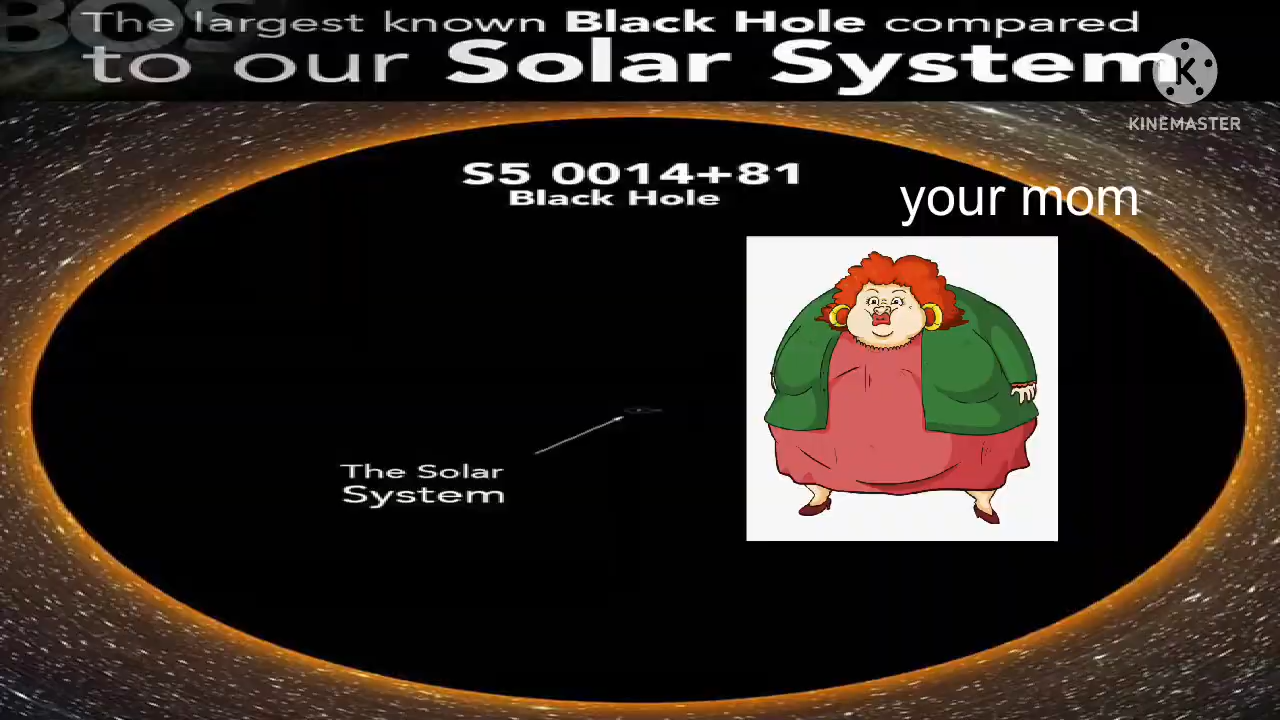 BOS
The largest known Black Hole compared
to our Solar System
K
KINEMASTER
S5 0014+81
Black Hole
your mom
The Solar
System